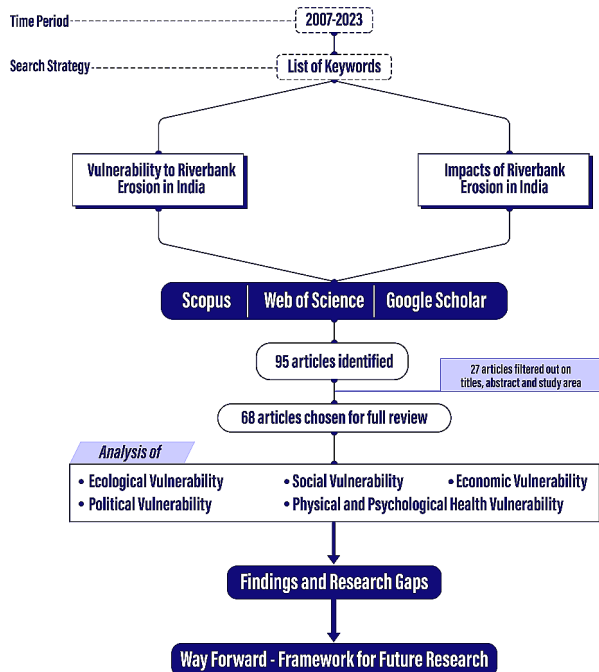 Time Period
2007-2023
Search Strategy
List of Keywords
Vulnerability to Riverbank
Erosion in India
Impacts of Riverbank
Erosion in India
Scopus
Web of Science
Google Scholar
95 articles identified
27 articles filtered out on
titles, abstract and study area
68 articles chosen for full review
Analysis of
• Ecological Vulnerability
• Social Vulnerability
• Economic Vulnerability
• Political Vulnerability
• Physical and Psychological Health Vulnerability
Findings and Research Gaps
Way Forward - Framework for Future Research